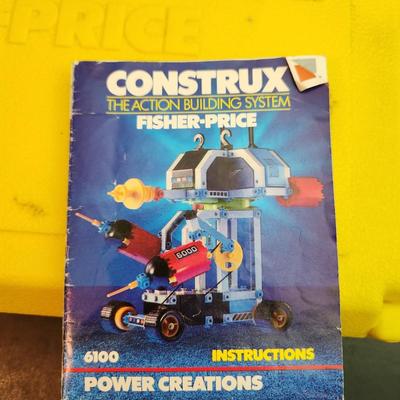 -PRICE
CONSTRUX
THE ACTION BUILDING SYSTEM
FISHER-PRICE
6000
6100
INSTRUCTIONS
POWER CREATIONS